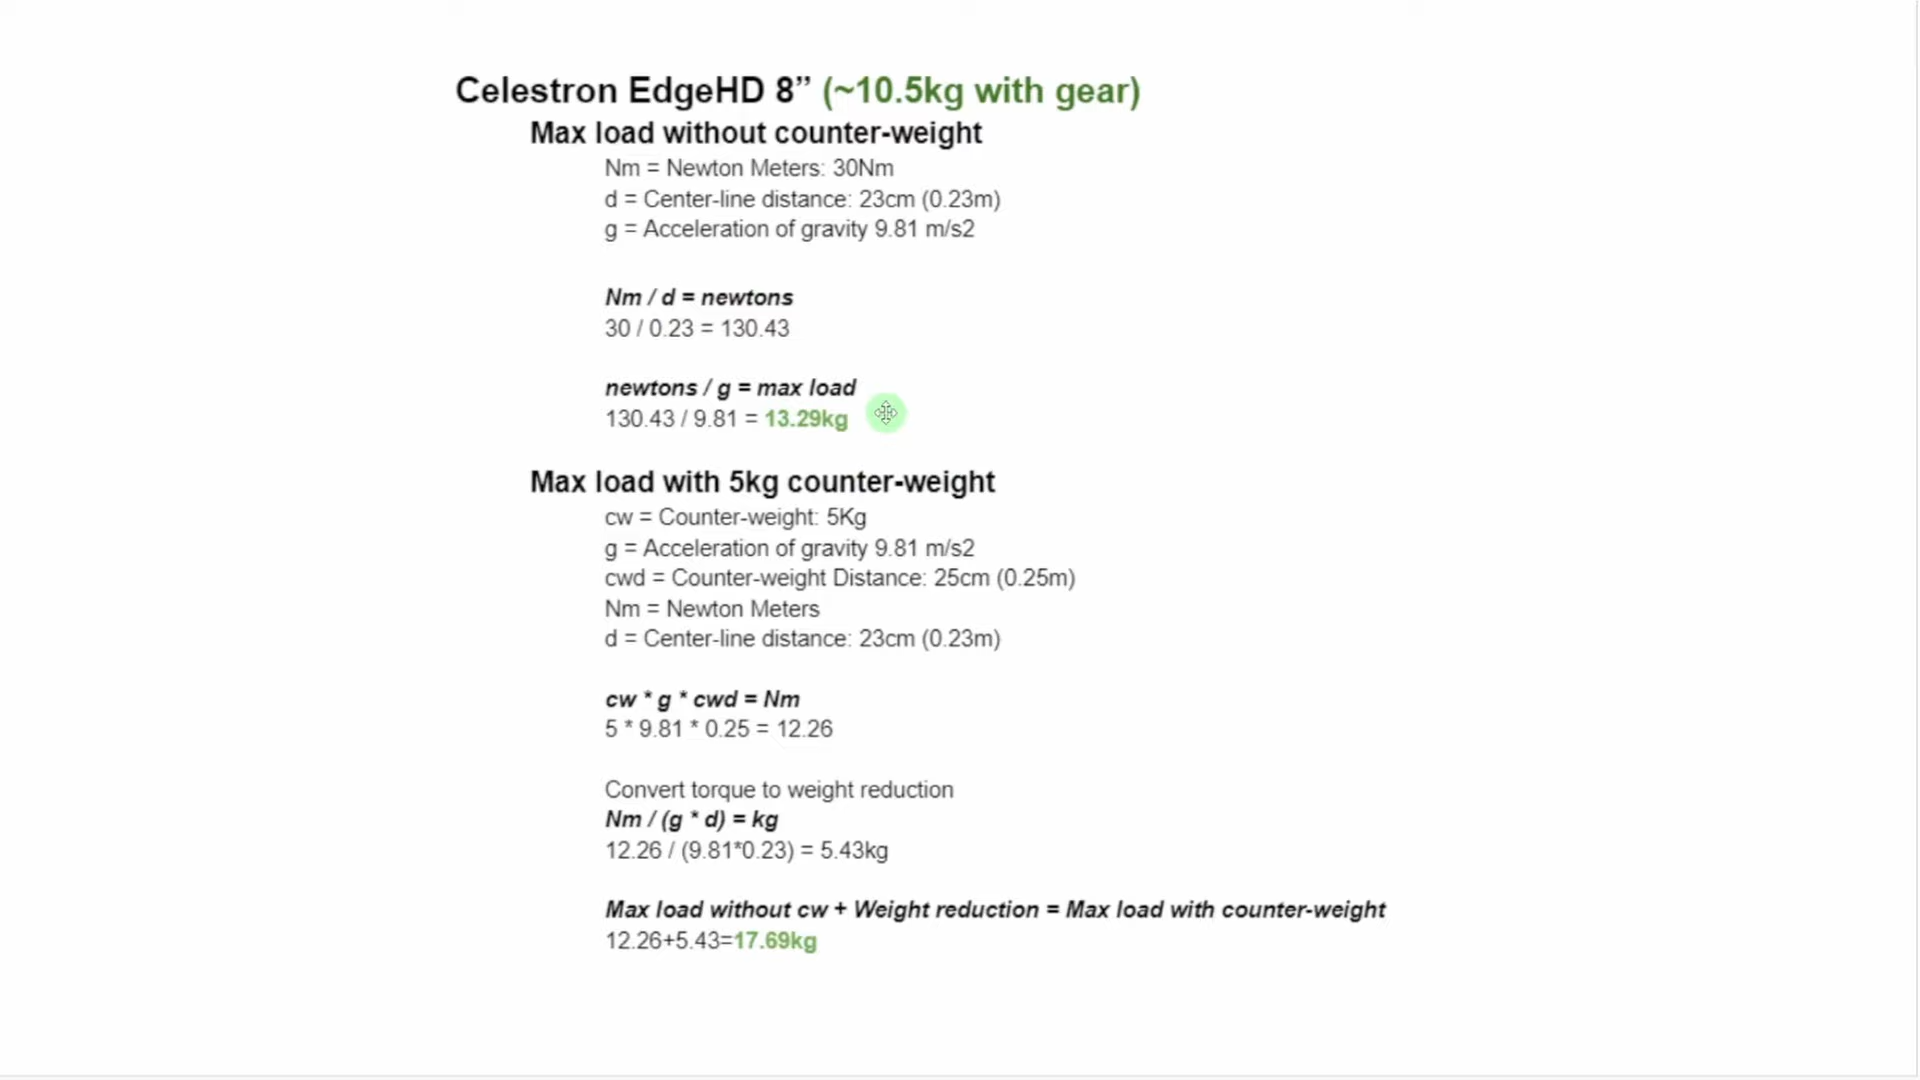 Celestron EdgeHD 8” (~10.5kg with gear)
Max load without counter-weight
Nm = Newton Meters: 30Nm
d = Center-line distance: 23cm (0.23m)
g = Acceleration of gravity 9.81 m/s2
Nm / d = newtons
30 / 0.23 = 130.43
newtons / g = max load
130.43 / 9.81 = 13.29kg
Max load with 5kg counter-weight
cw = Counter-weight: 5Kg
g = Acceleration of gravity 9.81 m/s2
cwd = Counter-weight Distance: 25cm (0.25m)
Nm = Newton Meters
d = Center-line distance: 23cm (0.23m)
cw * g * cwd = Nm
5 * 9.81 * 0.25 = 12.26
Convert torque to weight reduction
Nm / (g * d) = kg
12.26 / (9.81*0.23) = 5.43kg
Max load without cw + Weight reduction = Max load with counter-weight
12.26+5.43=17.69kg